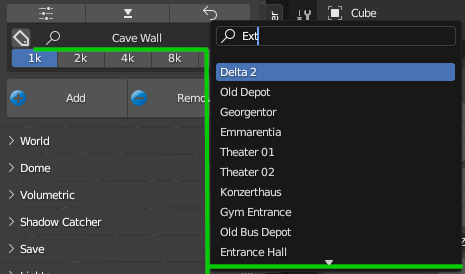 Cube
Cave Wall
Ext
1k 2k 4k 8k
Delta 2
Old Depot
Add
Remov
Georgentor
Emmarentia
World
Theater 01
Dome
Theater 02
Volumetric
Konzerthaus
Shadow Catcher
Gym Entrance
Old Bus Depot
Save
Entrance Hall